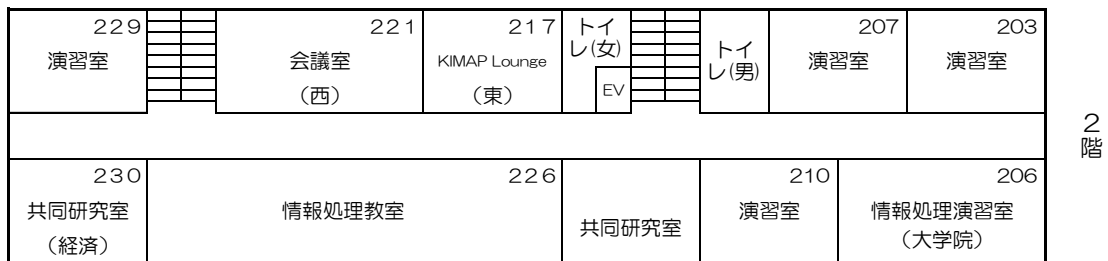 229
演習室
221
会議室
（西）
217
KIMAP Lounge
（東）
トイ
レ(女)
EV
トイ
レ(男)
207
演習室
203
演習室
2
階
230
共同研究室
（経済）
226
情報処理教室
共同研究室
210
演習室
206
情報処理演習室
（大学院）